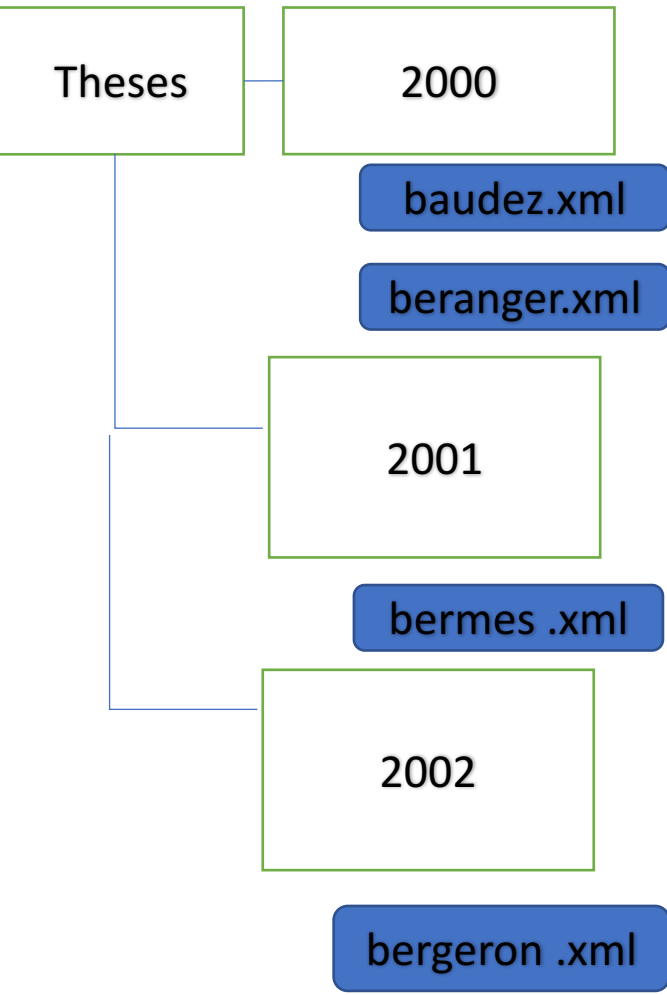 Theses
2000
baudez.xml
beranger.xml
2001
bermes .xml
2002
bergeron .xml